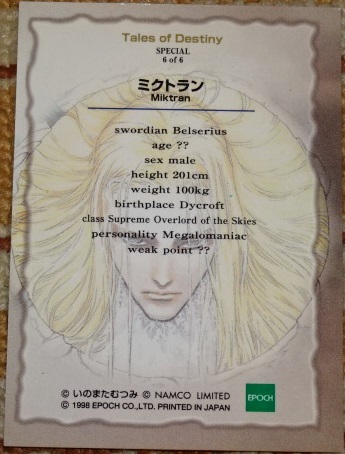 Tales of Destiny
SPECIAL
6 of 6
ミクトラン
Miktran
swordian Belserius
age ??
sex male
height 201cm
weight 100kg
birthplace Dycroft
class Supreme Overlord of the Skies
personality Megalomaniac
weak point ??
© いのまたむつみ © NAMCO LIMITED
© 1998 EPOCH CO.,LTD. PRINTED IN JAPAN
EPOCH